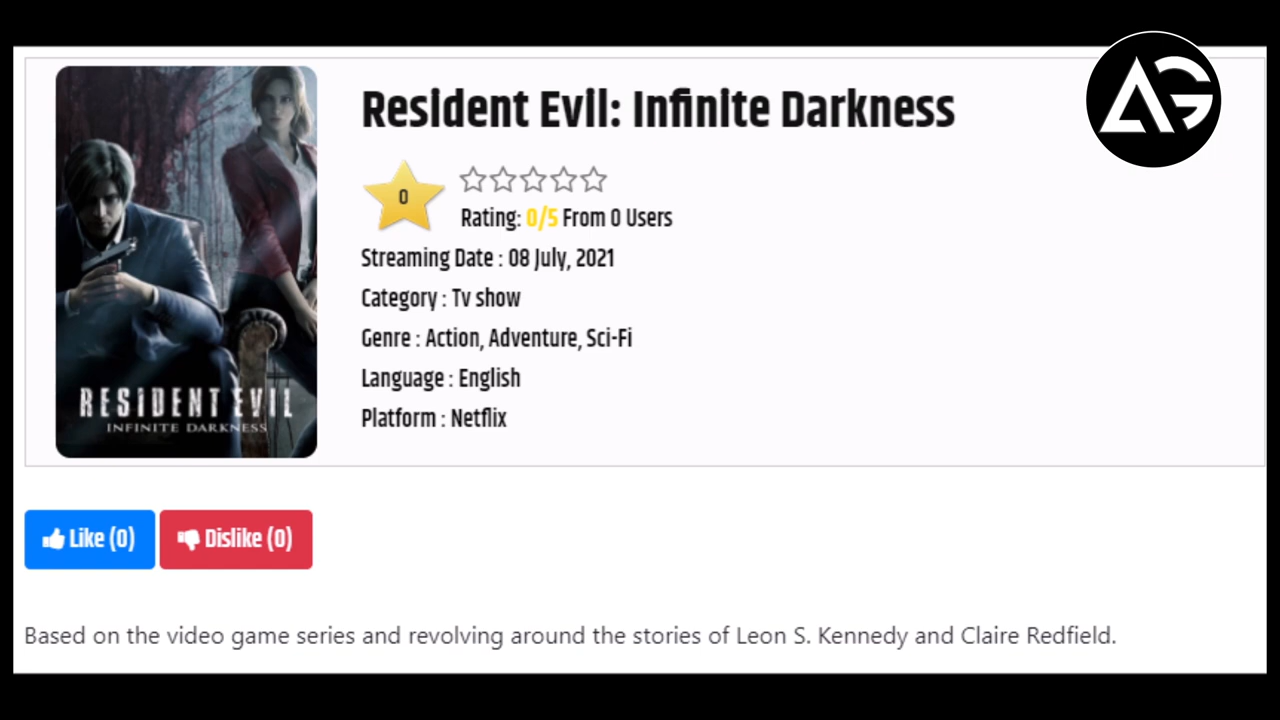 AG
Resident Evil: Infinite Darkness
0
Rating: 0/5 From 0 Users
Streaming Date : 08 July, 2021
Category : Tv show
Genre : Action, Adventure, Sci-Fi
Language : English
Platform : Netflix
RESIDENT EVIL
INFINITE DARKNESS
Like (0) Dislike (0)
Based on the video game series and revolving around the stories of Leon S. Kennedy and Claire Redfield.